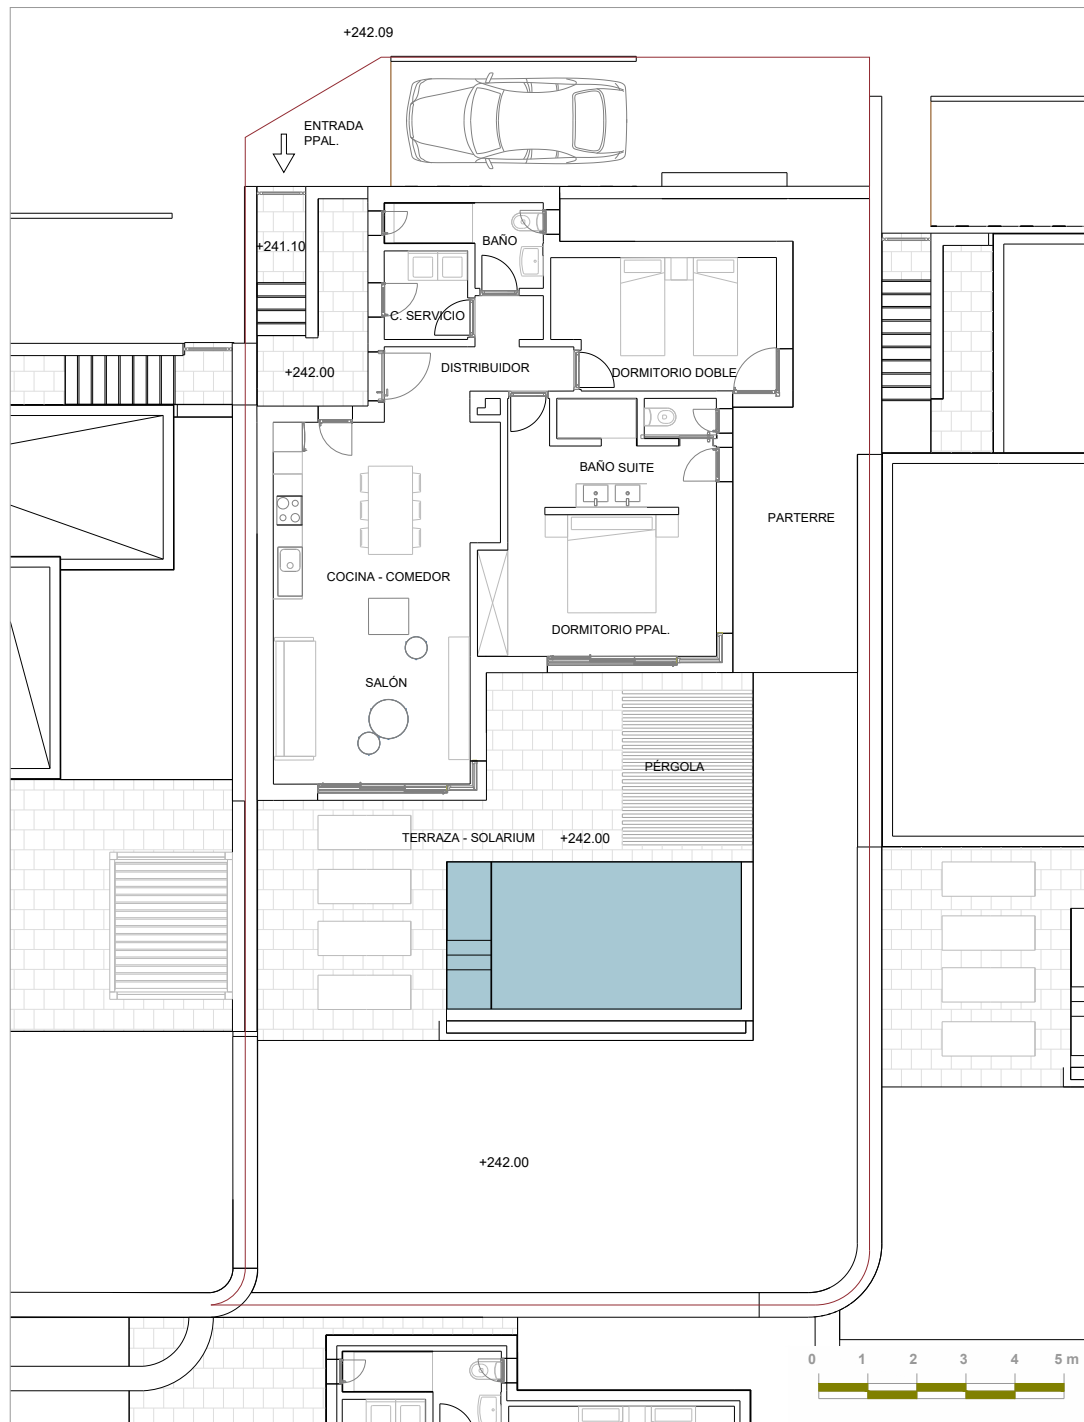 +242.09
ENTRADA
PPAL.
+241.10
BAÑO
C. SERVICIO
+242.00
DISTRIBUIDOR
DORMITORIO DOBLE
BAÑO SUITE
PARTERRE
COCINA - COMEDOR
DORMITORIO PPAL.
SALÓN
PÉRGOLA
TERRAZA - SOLARIUM +242.00
+242.00
0 1 2 3 4 5 m